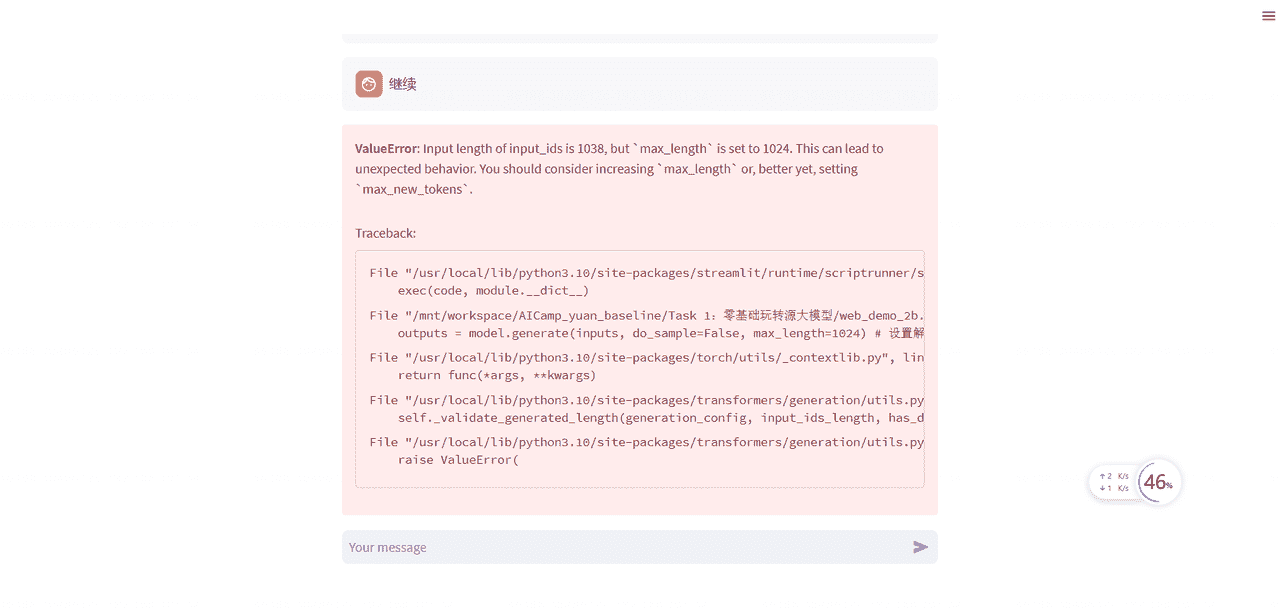 继续
ValueError: Input length of input_ids is 1038, but `max_length` is set to 1024. This can lead to
unexpected behavior. You should consider increasing `max_length` or, better yet, setting
`max_new_tokens`.
Traceback:
File "/usr/local/lib/python3.10/site-packages/streamlit/runtime/scriptrunner/s
exec(code, module.__dict__)
File "/mnt/workspace/AICamp_yuan_baseline/Task 1：零基础玩转源大模型/web_demo_2b.
outputs = model.generate(inputs, do_sample=False, max_length=1024) # 设置解
File "/usr/local/lib/python3.10/site-packages/torch/utils/_contextlib.py", lin
return func(*args, **kwargs)
File "/usr/local/lib/python3.10/site-packages/transformers/generation/utils.py
self._validate_generated_length(generation_config, input_ids_length, has_d
File "/usr/local/lib/python3.10/site-packages/transformers/generation/utils.py
raise ValueError(
↑ 2 K/s
↓ 1 K/s
46%
Your message